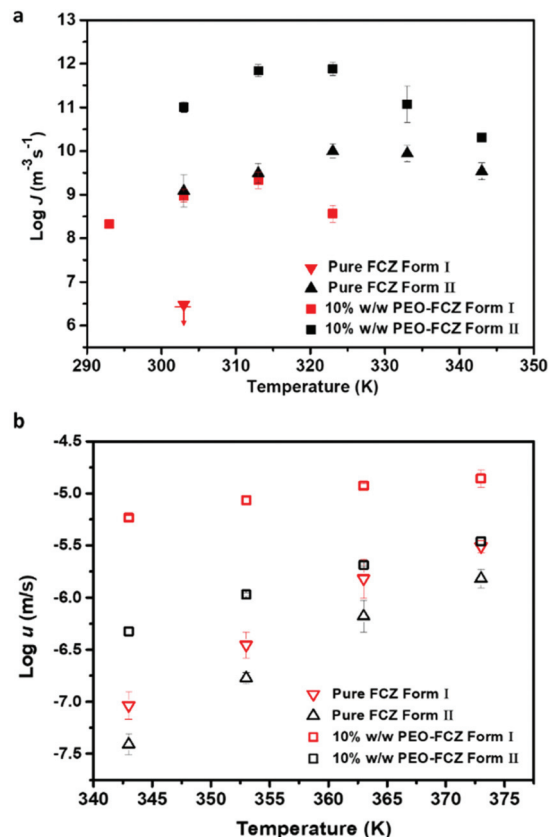 a
13
12
11
10
9
8
7
6
Log J (m⁻³s⁻¹)
Pure FCZ Form I
Pure FCZ Form II
10% w/w PEO-FCZ Form I
10% w/w PEO-FCZ Form II
290 300 310 320 330 340 350
Temperature (K)
b
-4.5
-5.0
-5.5
-6.0
-6.5
-7.0
-7.5
Log u (m/s)
Pure FCZ Form I
Pure FCZ Form II
10% w/w PEO-FCZ Form I
10% w/w PEO-FCZ Form II
340 345 350 355 360 365 370 375
Temperature (K)